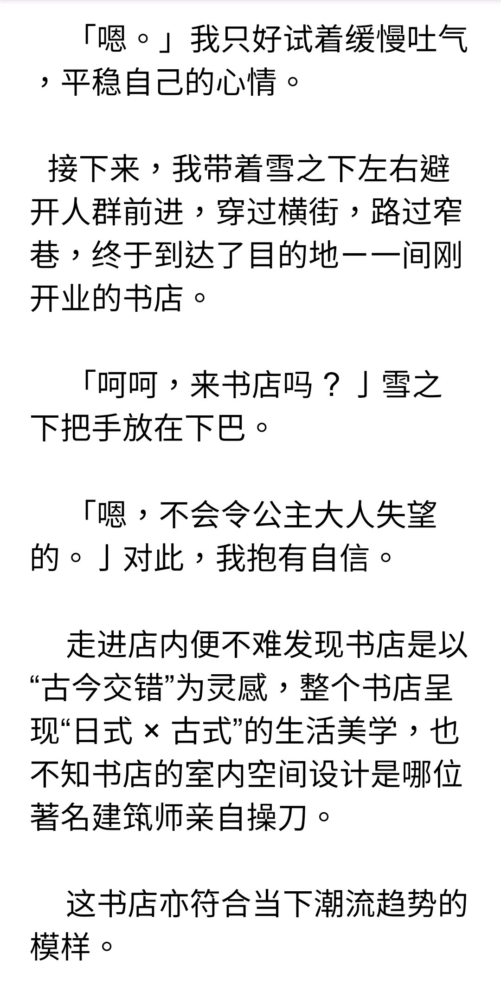 「嗯。」我只好试着缓慢吐气
，平稳自己的心情。
接下来，我带着雪之下左右避
开人群前进，穿过横街，路过窄
巷，终于到达了目的地ー一间刚
开业的书店。
「呵呵，来书店吗？亅雪之
下把手放在下巴。
「嗯，不会令公主大人失望
的。亅对此，我抱有自信。
走进店内便不难发现书店是以
“古今交错”为灵感，整个书店呈
现“日式 × 古式”的生活美学，也
不知书店的室内空间设计是哪位
著名建筑师亲自操刀。
这书店亦符合当下潮流趋势的
模样。